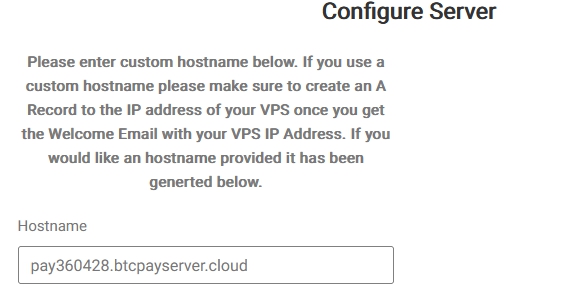 Configure Server
Please enter custom hostname below. If you use a
custom hostname please make sure to create an A
Record to the IP address of your VPS once you get
the Welcome Email with your VPS IP Address. If you
would like an hostname provided it has been
generted below.
Hostname
pay360428.btcpayserver.cloud